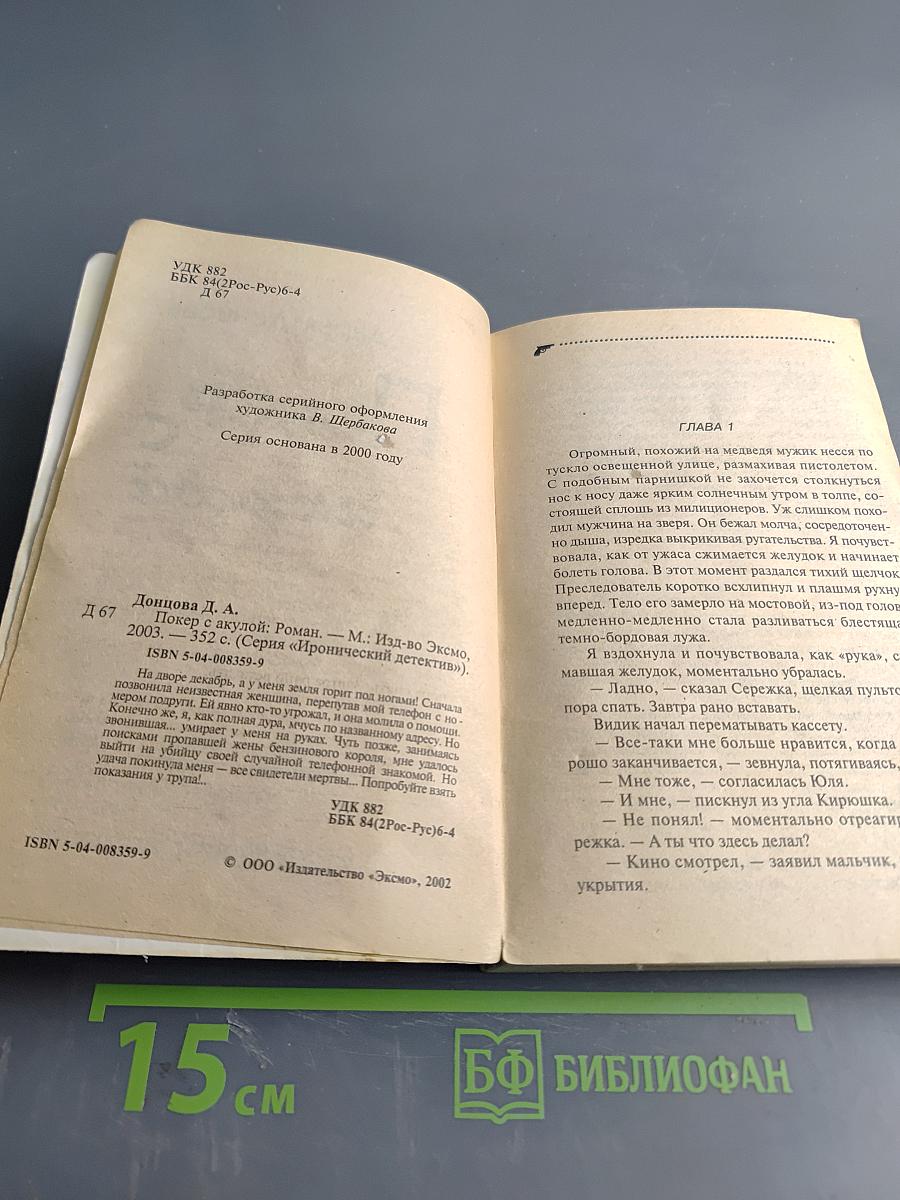 УДК 882
ББК 84(2Рос-Рус)6-4
Д 67
Разработка серийного оформления
художника В. Щербакова
Серия основана в 2000 году
Донцова Д. А.
Д 67 Покер с акулой: Роман. — М.: Изд-во Эксмо,
2003. — 352 с. (Серия «Иронический детектив»).
ISBN 5-04-008359-9
На дворе декабрь, а у меня земля горит под ногами! Сначала
позвонила неизвестная женщина, перепутав мой телефон с но-
мером подруги. Ей явно кто-то угрожал, и она молила о помощи.
Конечно же, я, как полная дура, мчусь по названному адресу. Но
звонившая... умирает у меня на руках. Чуть позже, занимаясь
поисками пропавшей жены бензинового короля, мне удалось
выйти на убийцу своей случайной телефонной знакомой. Но
удача покинула меня — все свидетели мертвы... Попробуйте взять
показания у трупа!..
УДК 882
ББК 84(2Рос-Рус)6-4
ISBN 5-04-008359-9
© ООО «Издательство «Эксмо», 2002
ГЛАВА 1
Огромный, похожий на медведя мужик несся по
тускло освещенной улице, размахивая пистолетом.
С подобным парнишкой не захочется столкнуться
нос к носу даже ярким солнечным утром в толпе, со-
стоящей сплошь из милиционеров. Уж слишком похо-
дил мужчина на зверя. Он бежал молча, сосредоточен-
но дыша, изредка выкрикивая ругательства. Я почувст-
вовала, как от ужаса сжимается желудок и начинает
болеть голова. В этот момент раздался тихий щелчок
Преследователь коротко всхлипнул и плашмя рухну
вперед. Тело его замерло на мостовой, из-под голов
медленно-медленно стала разливаться блестяща
темно-бордовая лужа.
Я вздохнула и почувствовала, как «рука», с
мавшая желудок, моментально убралась.
— Ладно, — сказал Сережка, щелкая пульто
пора спать. Завтра рано вставать.
Видик начал перематывать кассету.
— Все-таки мне больше нравится, когда
рошо заканчивается, — зевнула, потягиваясь,
— Мне тоже, — согласилась Юля.
— И мне, — пискнул из угла Кирюшка.
— Не понял! — моментально отреагир
режка. — А ты что здесь делал?
— Кино смотрел, — заявил мальчик,
укрытия.
15 см
БФ БИБЛИОФАН